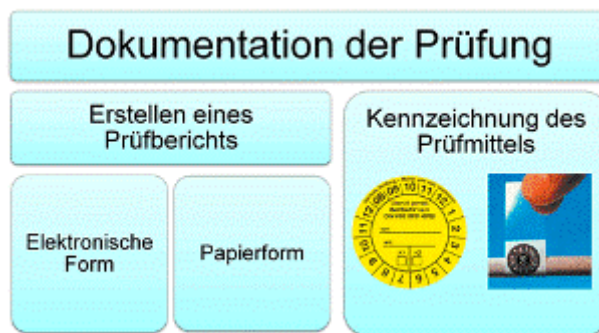 Dokumentation der Prüfung
Erstellen eines
Prüfberichts
Kennzeichnung des
Prüfmittels
Elektronische
Form
Papierform